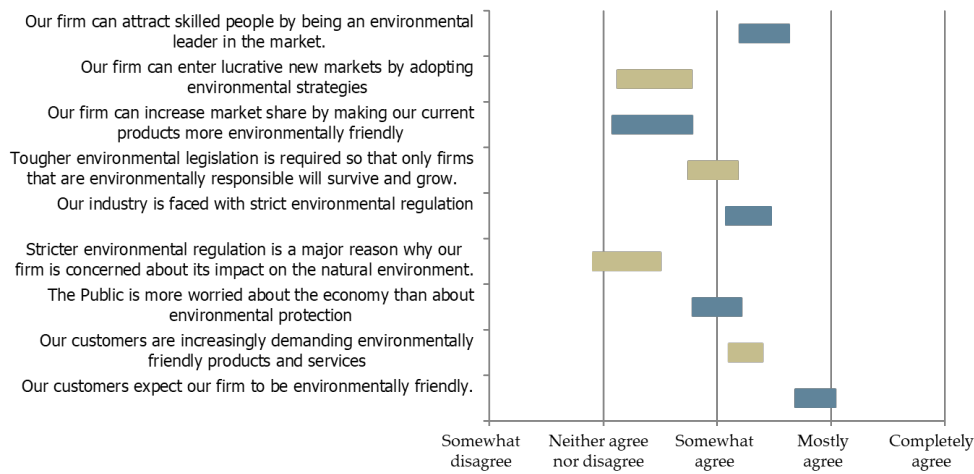 Our firm can attract skilled people by being an environmental
leader in the market.
Our firm can enter lucrative new markets by adopting
environmental strategies
Our firm can increase market share by making our current
products more environmentally friendly
Tougher environmental legislation is required so that only firms
that are environmentally responsible will survive and grow.
Our industry is faced with strict environmental regulation
Stricter environmental regulation is a major reason why our
firm is concerned about its impact on the natural environment.
The Public is more worried about the economy than about
environmental protection
Our customers are increasingly demanding environmentally
friendly products and services
Our customers expect our firm to be environmentally friendly.
Somewhat
disagree
Neither agree
nor disagree
Somewhat
agree
Mostly
agree
Completely
agree